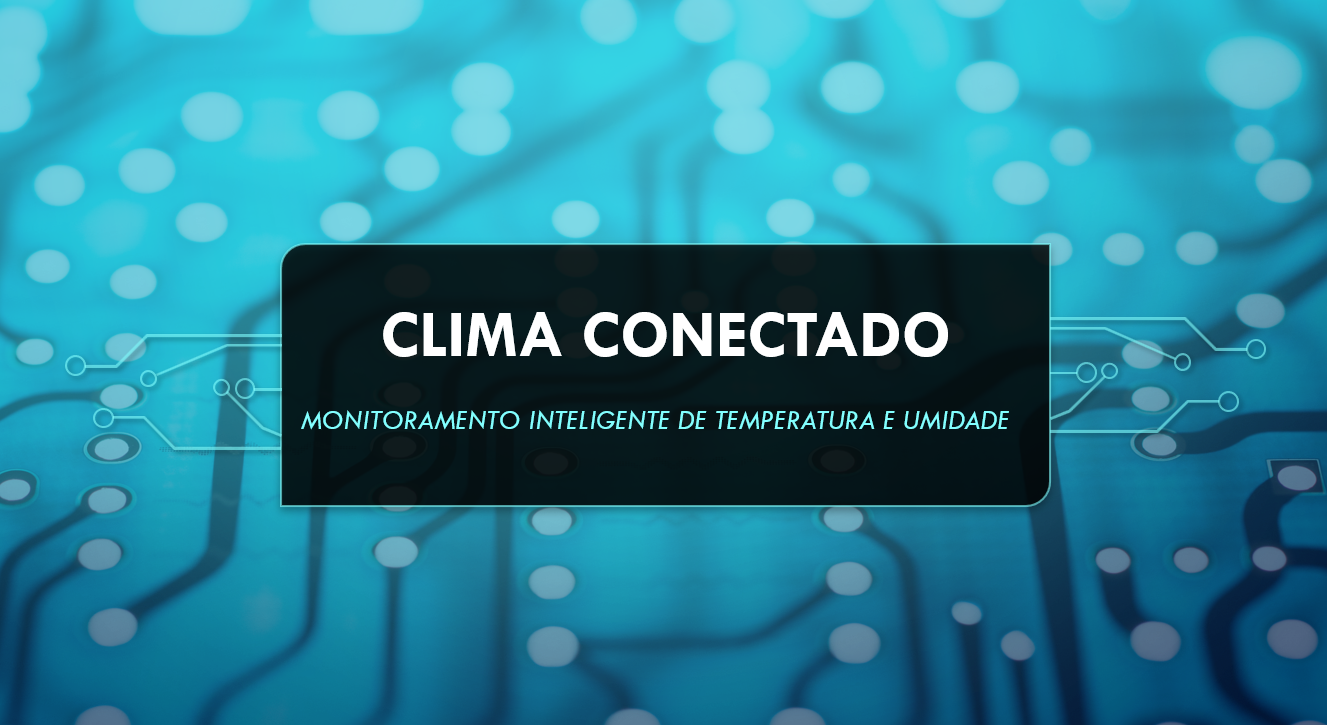 CLIMA CONECTADO
MONITORAMENTO INTELIGENTE DE TEMPERATURA E UMIDADE